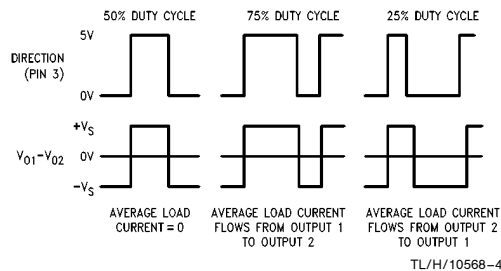 50% DUTY CYCLE
75% DUTY CYCLE
25% DUTY CYCLE
5V
DIRECTION
(PIN 3)
0V
+VS
VO1−VO2
0V
−VS
AVERAGE LOAD
CURRENT = 0
AVERAGE LOAD CURRENT
FLOWS FROM OUTPUT 1
TO OUTPUT 2
AVERAGE LOAD CURRENT
FLOWS FROM OUTPUT 2
TO OUTPUT 1
TL/H/10568–4